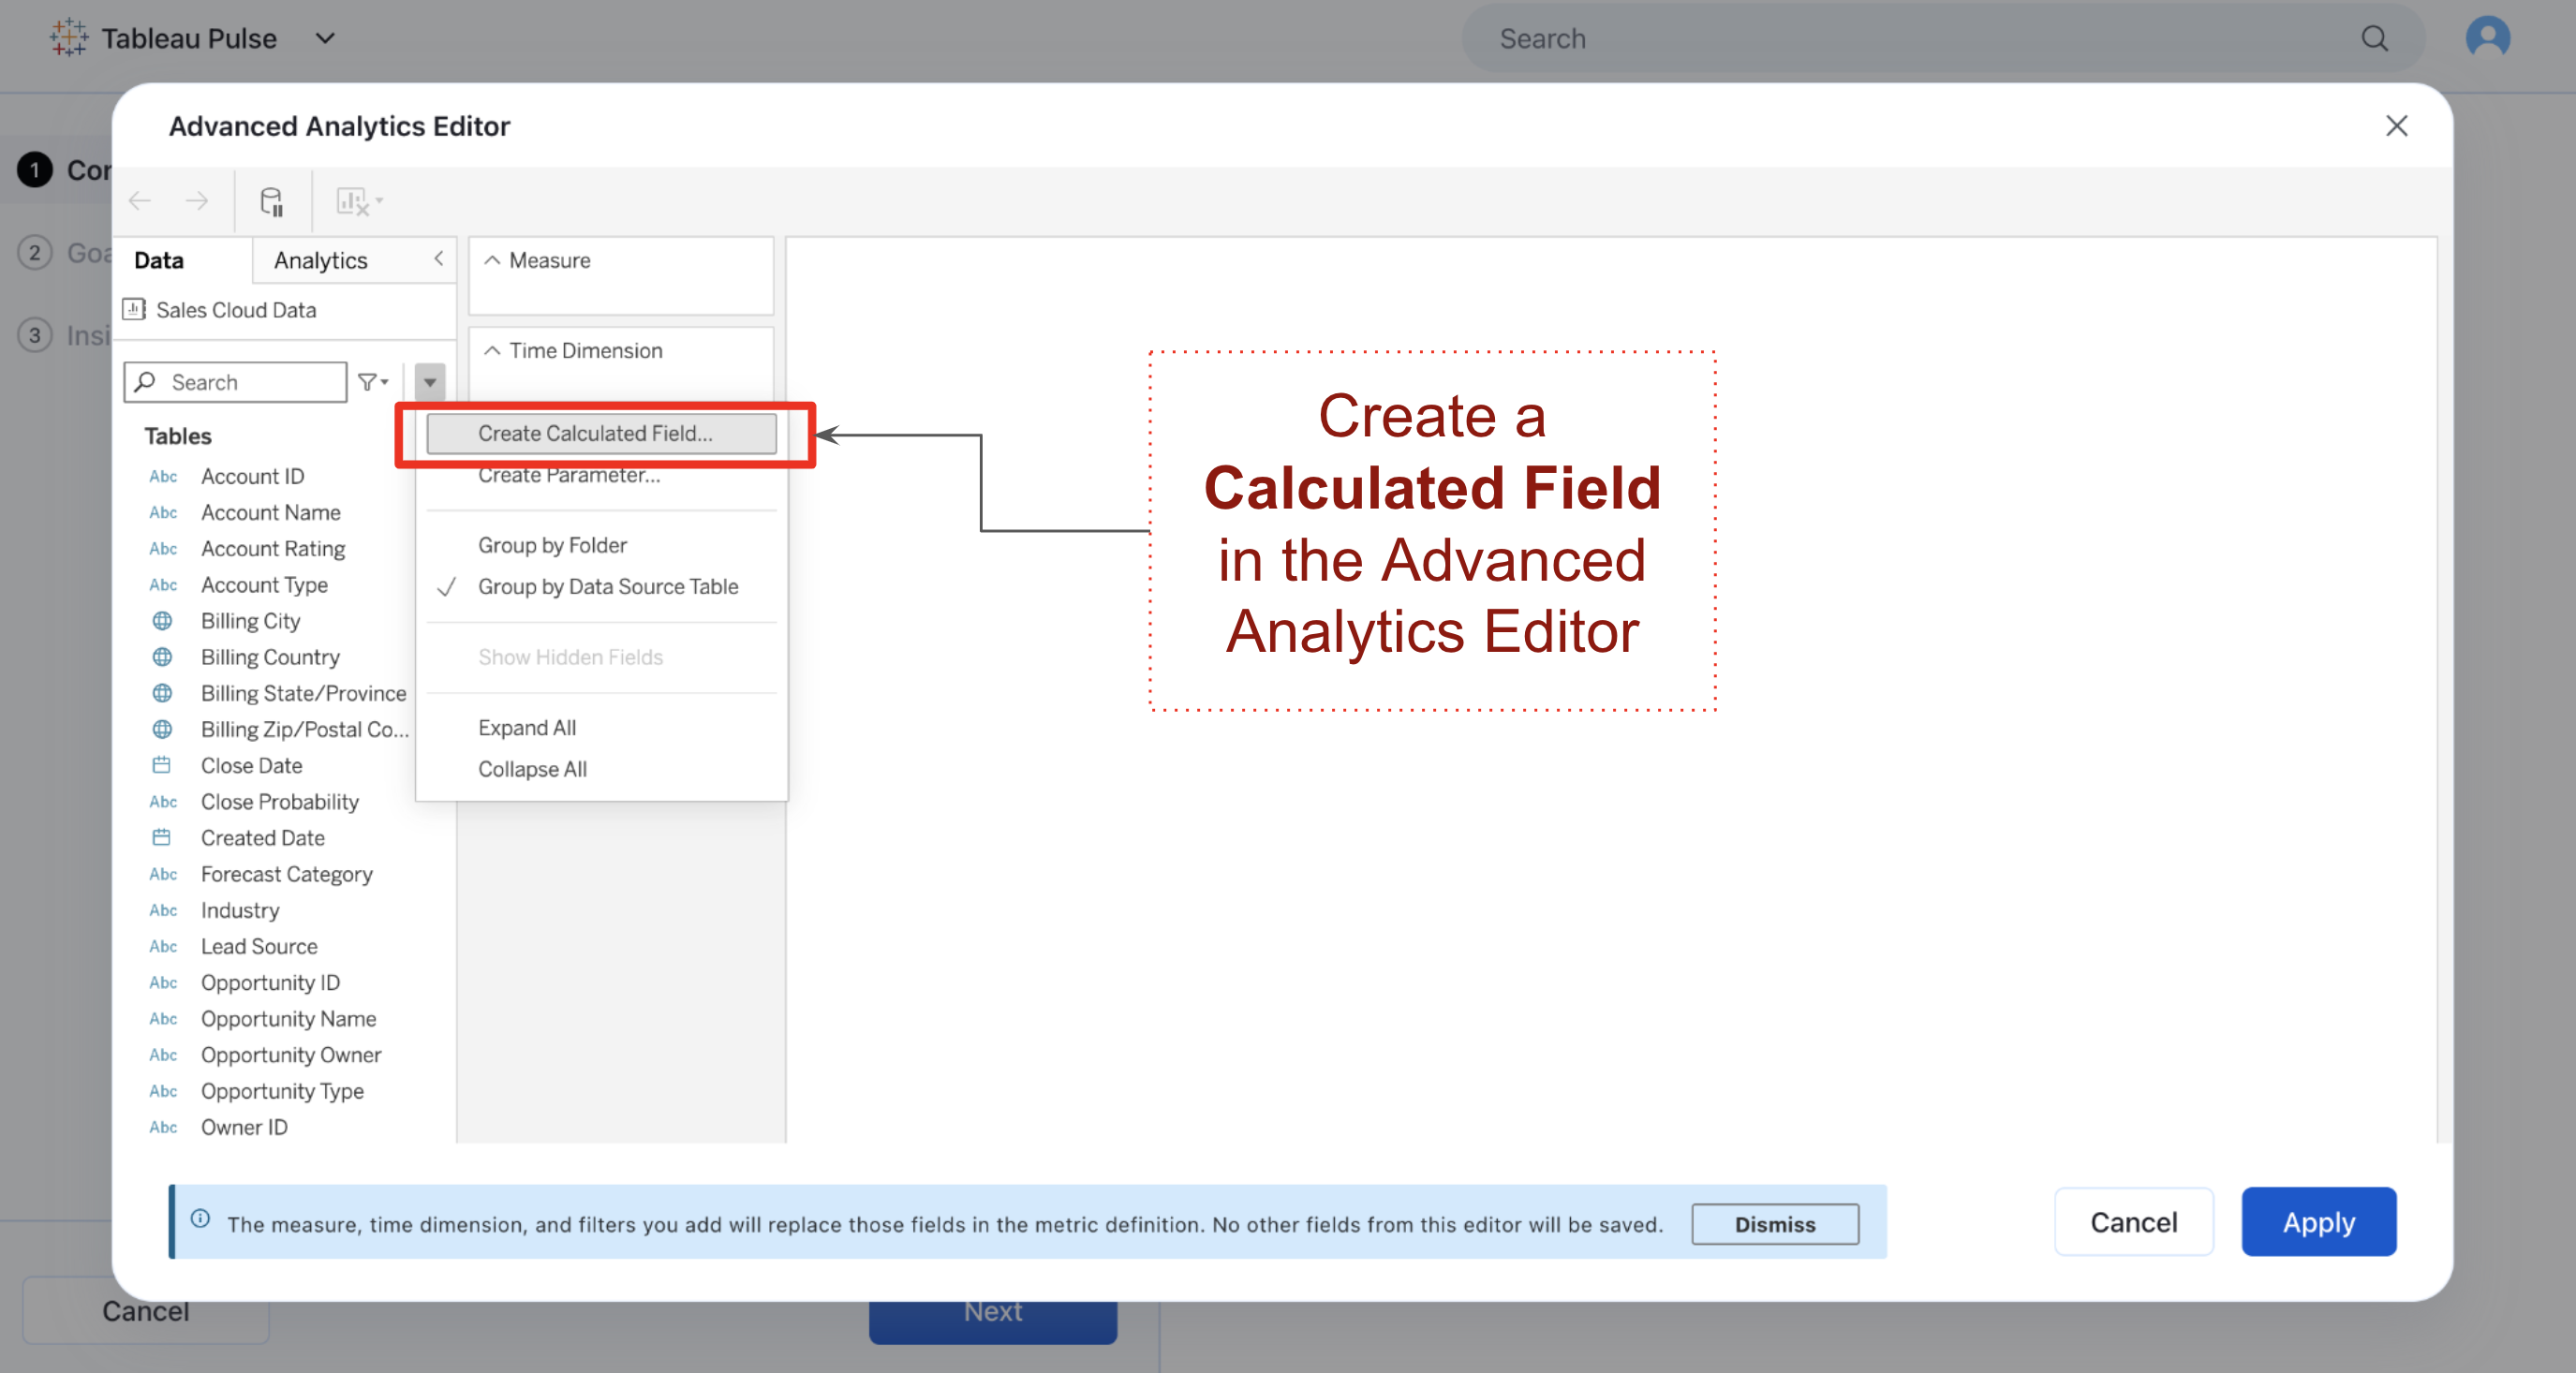 Tableau Pulse
Search
Advanced Analytics Editor
1 Cor
2 Goa
3 Insi
Data
Analytics
Measure
Sales Cloud Data
Time Dimension
Search
Tables
Create Calculated Field...
Create Parameter...
Group by Folder
Group by Data Source Table
Show Hidden Fields
Expand All
Collapse All
Abc Account ID
Abc Account Name
Abc Account Rating
Abc Account Type
Billing City
Billing Country
Billing State/Province
Billing Zip/Postal Co...
Close Date
Abc Close Probability
Created Date
Abc Forecast Category
Abc Industry
Abc Lead Source
Abc Opportunity ID
Abc Opportunity Name
Abc Opportunity Owner
Abc Opportunity Type
Abc Owner ID
Create a
Calculated Field
in the Advanced
Analytics Editor
The measure, time dimension, and filters you add will replace those fields in the metric definition. No other fields from this editor will be saved.
Dismiss
Cancel
Apply
Cancel
Next